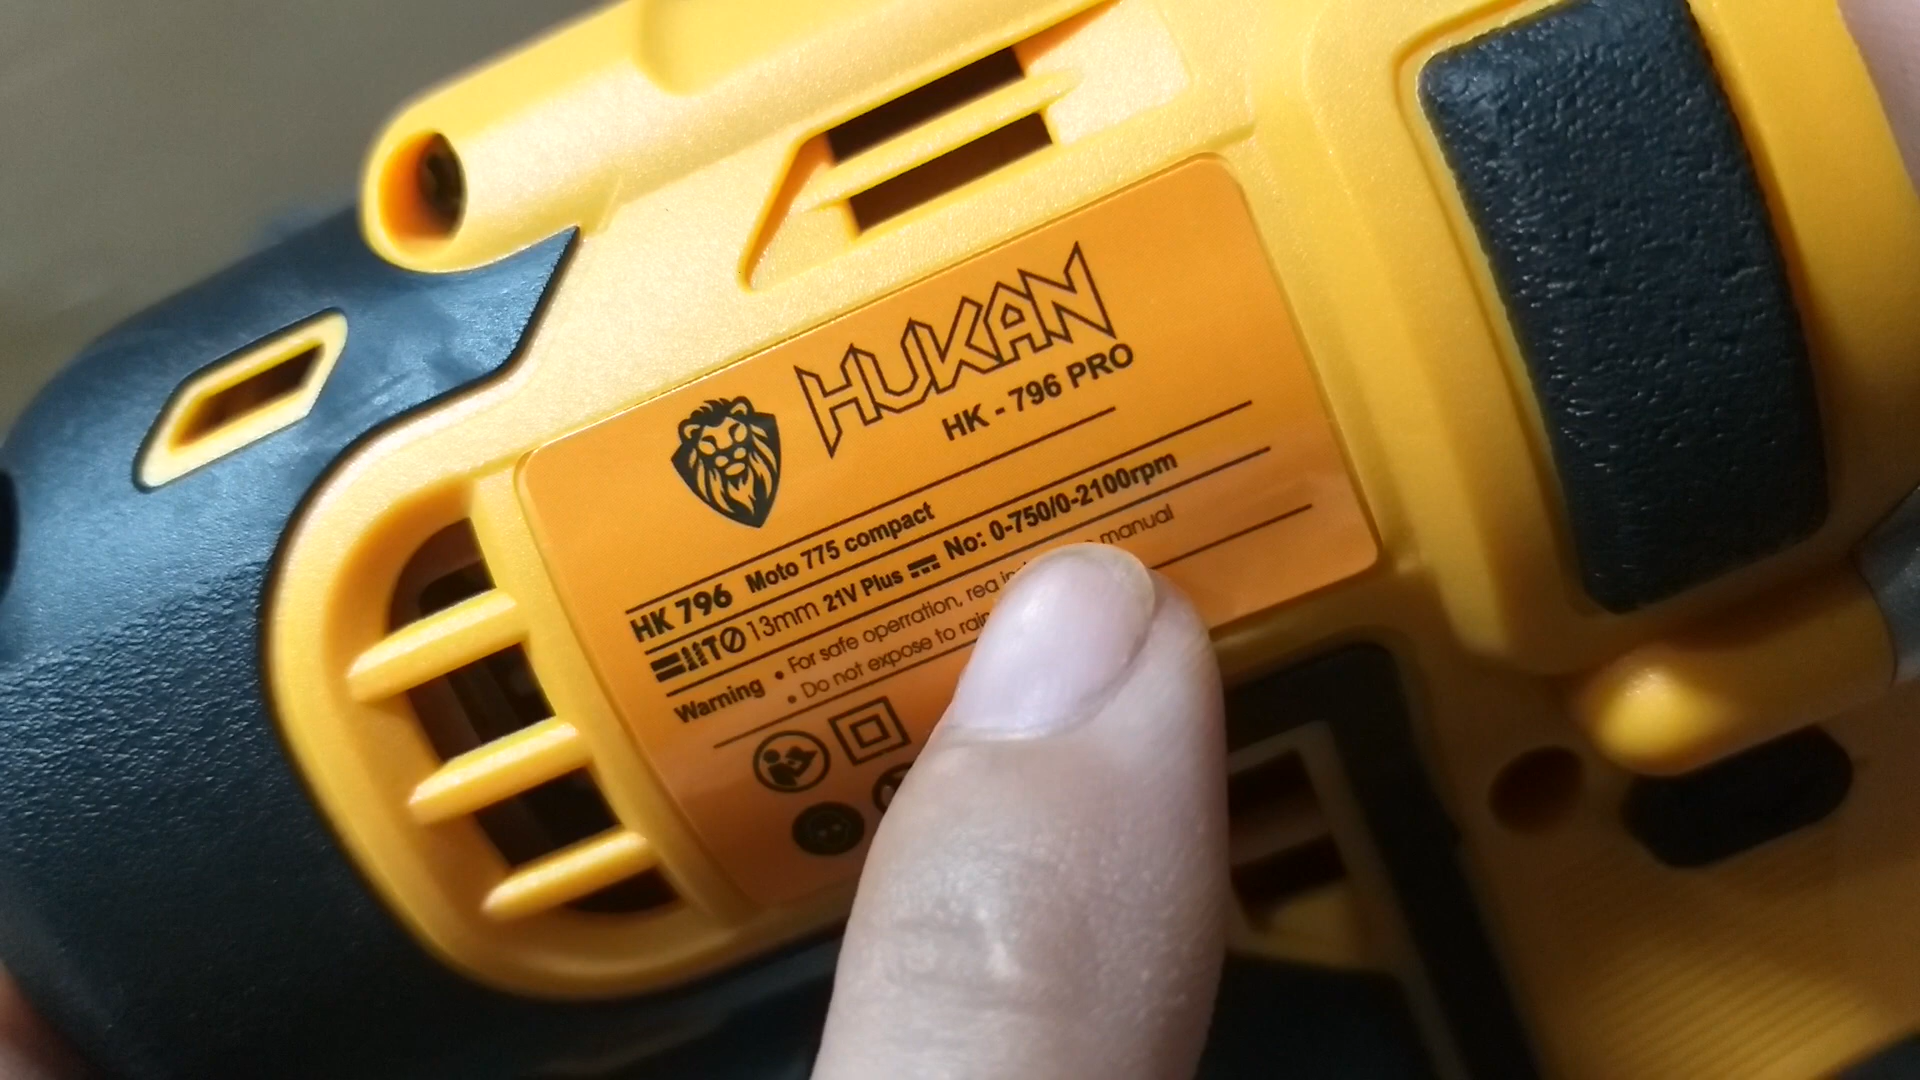 HUKAN
HK - 796 PRO
HK 796 Moto 775 compact
13mm 21V Plus No: 0-750/0-2100rpm
Warning • For safe operration, rea manual
• Do not expose to rain